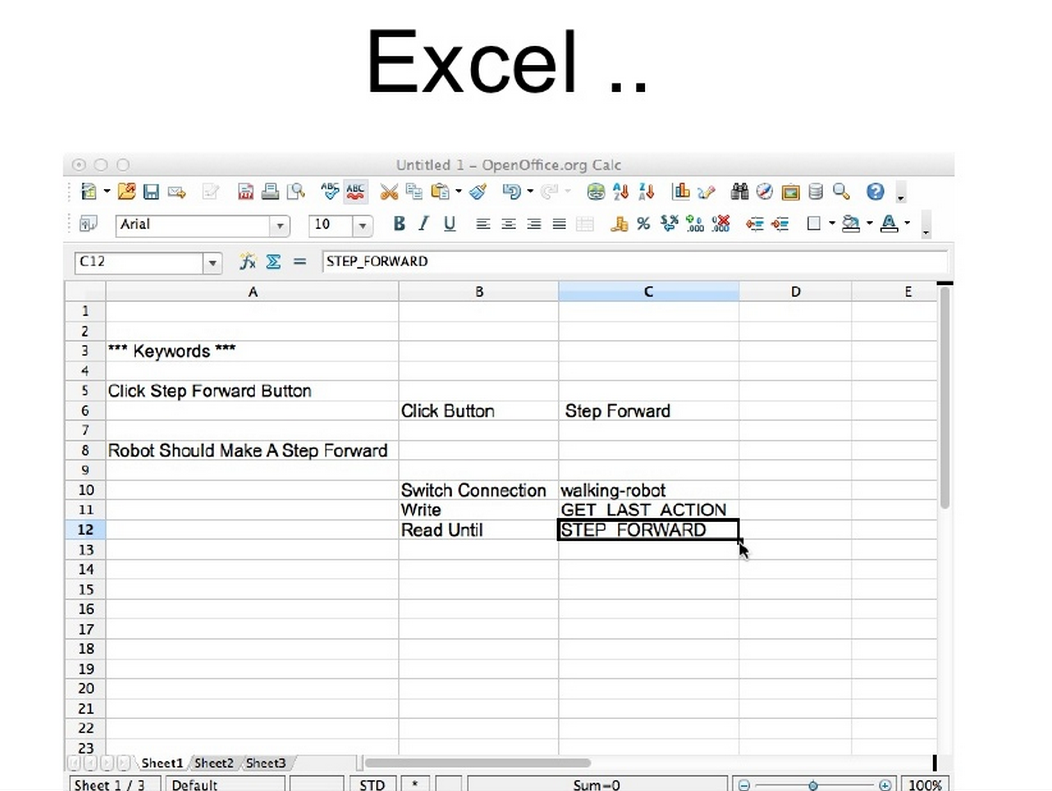 Excel ..
Untitled 1 – OpenOffice.org Calc
Arial 10
C12 STEP_FORWARD
A B C D E
1
2
3 *** Keywords ***
4
5 Click Step Forward Button
6 Click Button Step Forward
7
8 Robot Should Make A Step Forward
9
10 Switch Connection walking-robot
11 Write GET_LAST_ACTION
12 Read Until STEP_FORWARD
13
14
15
16
17
18
19
20
21
22
23
Sheet1 Sheet2 Sheet3
Sheet 1 / 3 Default STD * Sum=0 100%